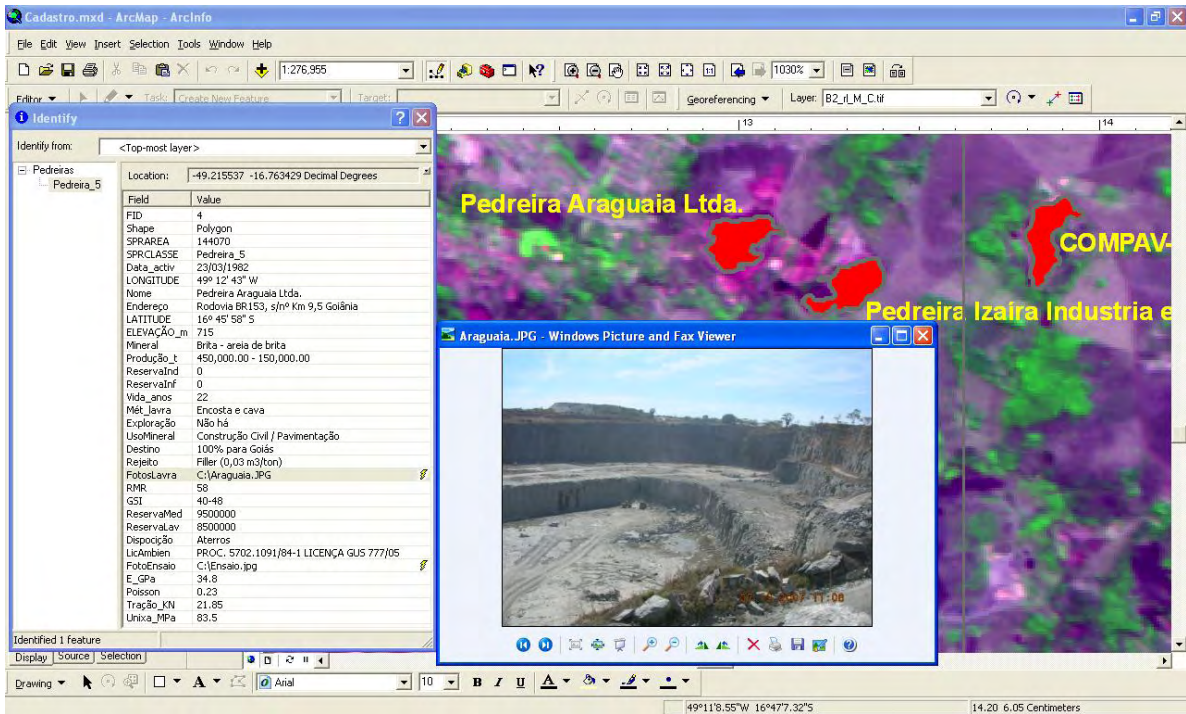 Cadastro.mxd - ArcMap - ArcInfo
File Edit View Insert Selection Tools Window Help
1:276,955
1030%
Editor Task: Create New Feature Target: Georeferencing Layer: B2_rl_M_C.tif
Identify
Identify from: <Top-most layer>
Pedreiras
Pedreira_5
Location: -49.215537 -16.763429 Decimal Degrees
Field Value
FID 4
Shape Polygon
SPRAREA 144070
SPRCLASSE Pedreira_5
Data_activ 23/03/1982
LONGITUDE 49º 12' 43" W
Nome Pedreira Araguaia Ltda.
Endereço Rodovia BR153, s/nº Km 9,5 Goiânia
LATITUDE 16º 45' 58" S
ELEVAÇÃO_m 715
Mineral Brita - areia de brita
Produção_t 450,000.00 - 150,000.00
ReservaInd 0
ReservaInf 0
Vida_anos 22
Mét_lavra Encosta e cava
Exploração Não há
UsoMineral Construção Civil / Pavimentação
Destino 100% para Goiás
Rejeito Filler (0,03 m3/ton)
FotosLavra C:\Araguaia.JPG
RMR 58
GSI 40-48
ReservaMed 9500000
ReservaLav 8500000
Dispocição Aterros
LicAmbien PROC. 5702.1091/84-1 LICENÇA GUS 777/05
FotoEnsaio C:\Ensaio.jpg
E_GPa 34.8
Poisson 0.23
Tração_KN 21.85
Unixa_MPa 83.5
Identified 1 feature
13 14
Pedreira Araguaia Ltda.
COMPAV-
Pedreira Izaíra Industria e
Araguaia.JPG - Windows Picture and Fax Viewer
2007 11:08
Display Source Selection
Drawing A Arial 10 B I U A
49°11'8.55"W 16°47'7.32"S 14.20 6.05 Centimeters